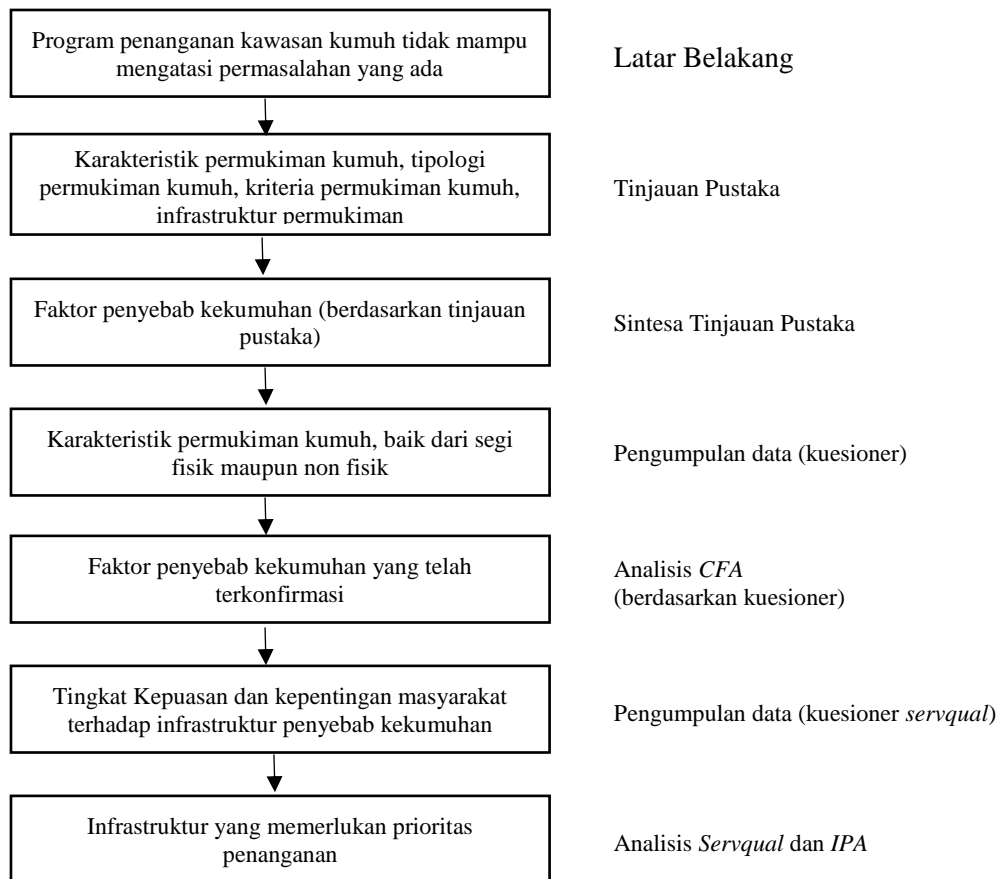 Program penanganan kawasan kumuh tidak mampu
mengatasi permasalahan yang ada
Latar Belakang
Karakteristik permukiman kumuh, tipologi
permukiman kumuh, kriteria permukiman kumuh,
infrastruktur permukiman
Tinjauan Pustaka
Faktor penyebab kekumuhan (berdasarkan tinjauan
pustaka)
Sintesa Tinjauan Pustaka
Karakteristik permukiman kumuh, baik dari segi
fisik maupun non fisik
Pengumpulan data (kuesioner)
Faktor penyebab kekumuhan yang telah
terkonfirmasi
Analisis CFA
(berdasarkan kuesioner)
Tingkat Kepuasan dan kepentingan masyarakat
terhadap infrastruktur penyebab kekumuhan
Pengumpulan data (kuesioner servqual)
Infrastruktur yang memerlukan prioritas
penanganan
Analisis Servqual dan IPA